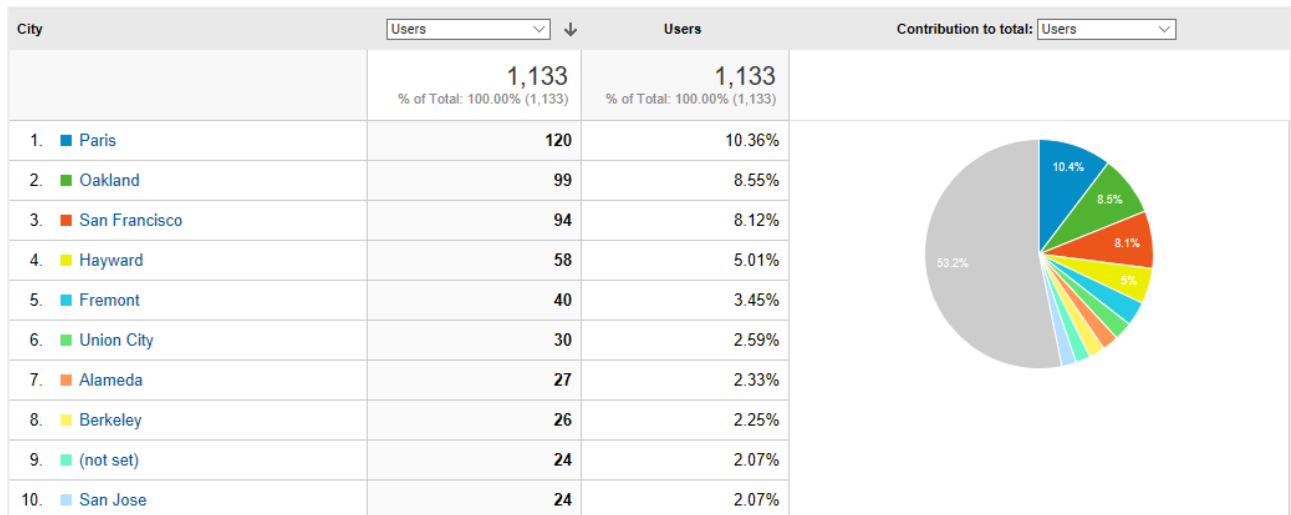 City Users Users Contribution to total: Users
1,133 1,133
% of Total: 100.00% (1,133) % of Total: 100.00% (1,133)
1. Paris 120 10.36%
2. Oakland 99 8.55%
3. San Francisco 94 8.12%
4. Hayward 58 5.01%
5. Fremont 40 3.45%
6. Union City 30 2.59%
7. Alameda 27 2.33%
8. Berkeley 26 2.25%
9. (not set) 24 2.07%
10. San Jose 24 2.07%
10.4%
8.5%
8.1%
5%
53.2%